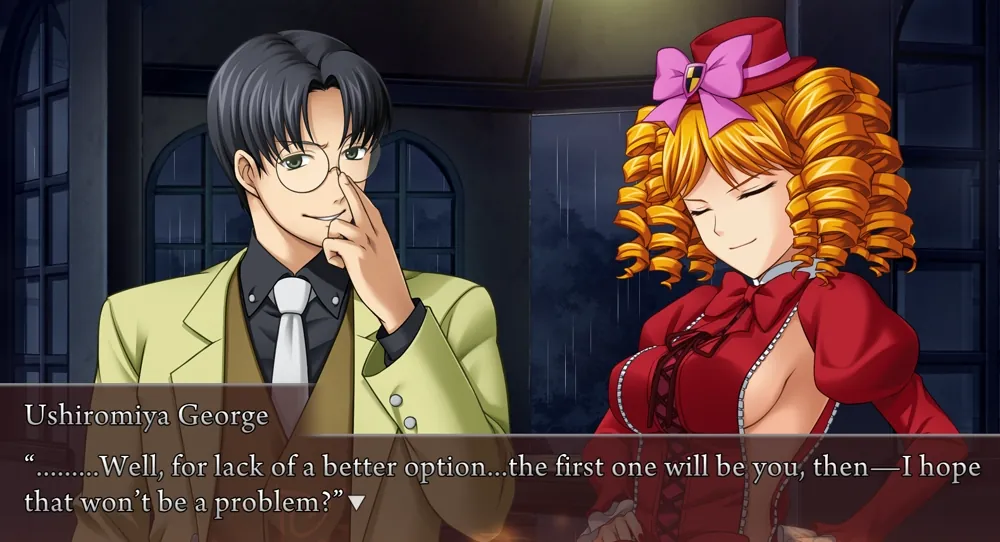 Ushiromiya George
“.........Well, for lack of a better option...the first one will be you, then—I hope
that won’t be a problem?”▼